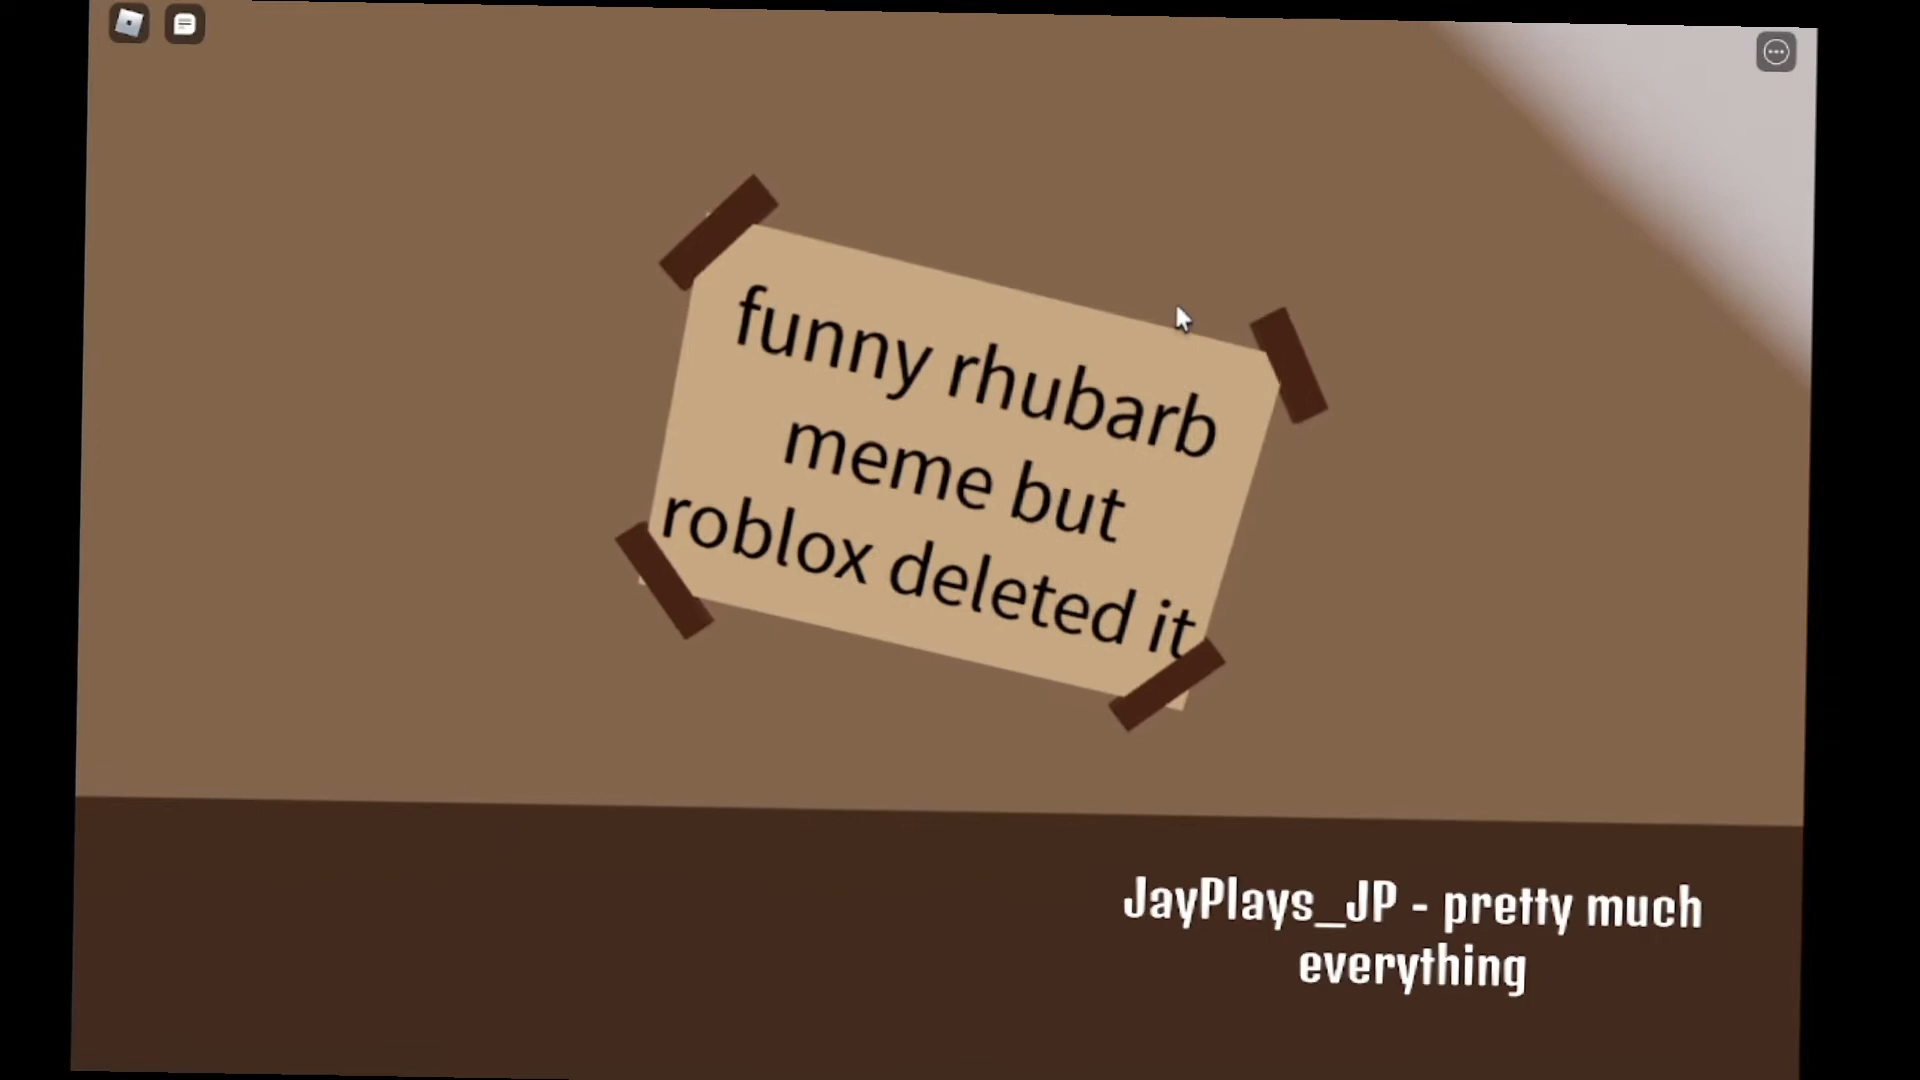 funny rhubarb
meme but
roblox deleted it
JayPlays_JP - pretty much
everything